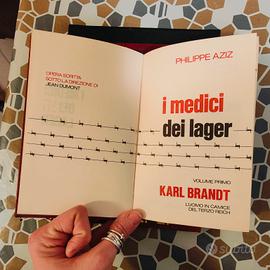 OPERA SCRITTA
SOTTO LA DIREZIONE DI
JEAN DUMONT
PHILIPPE AZIZ
i medici
dei lager
VOLUME PRIMO
KARL BRANDT
L'UOMO IN CAMICE
DEL TERZO REICH
subito